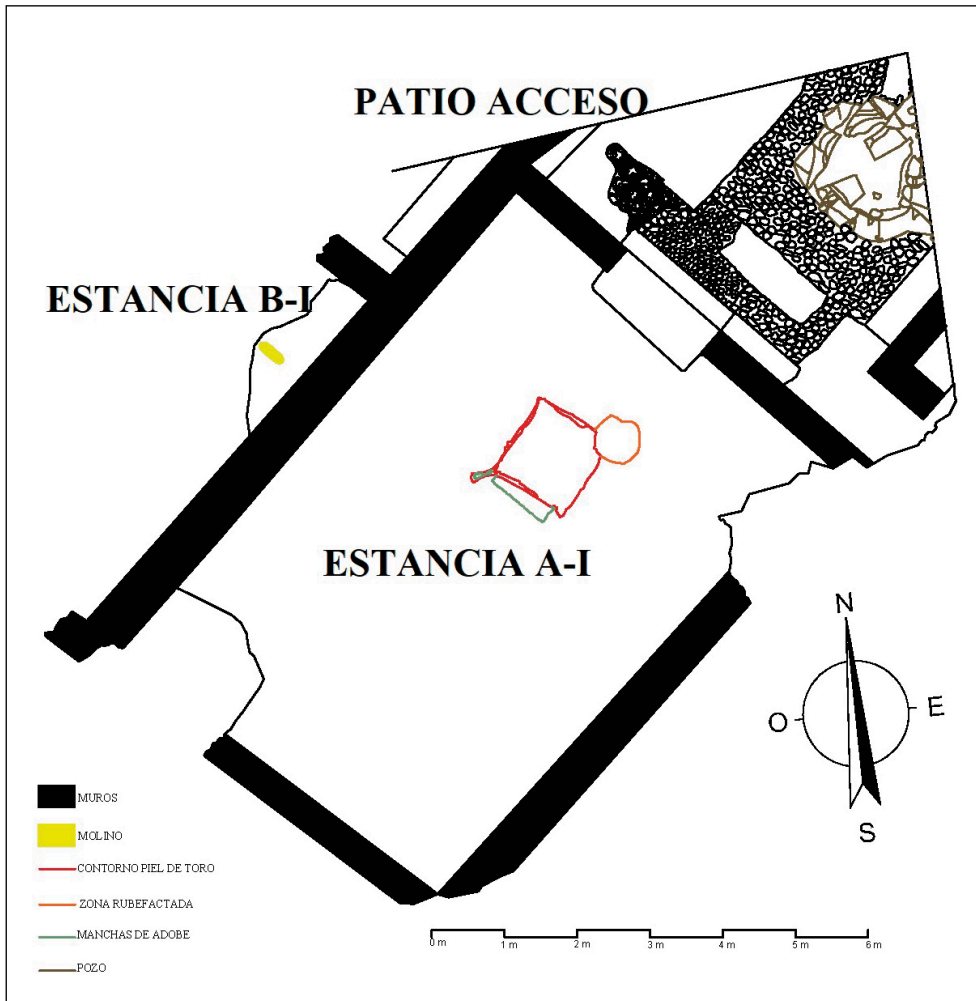 PATIO ACCESO
ESTANCIA B-I
ESTANCIA A-I
N
O
E
S
MUROS
MOLINO
CONTORNO PIEL DE TORO
ZONA RUBEFACTADA
MANCHAS DE ADOBE
POZO
0 m 1 m 2 m 3 m 4 m 5 m 6 m